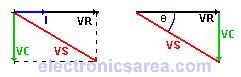 I VR θ VR
VC VS VS VC
electronicsarea.com